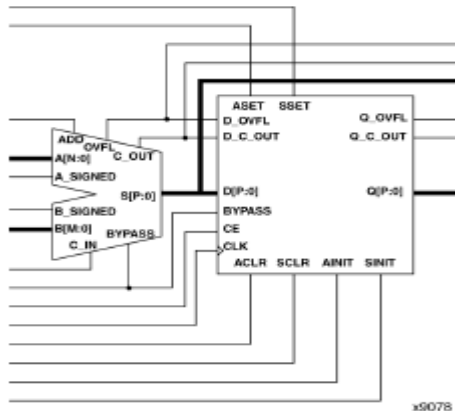 ASET SSET
ADD
OVFL
C_OUT
A[N:0]
A_SIGNED
S[P:0]
B_SIGNED
B[M:0]
BYPASS
C_IN
D_OVFL
Q_OVFL
D_C_OUT
Q_C_OUT
D[P:0]
Q[P:0]
BYPASS
CE
CLK
ACLR SCLR AINIT SINIT
x9078